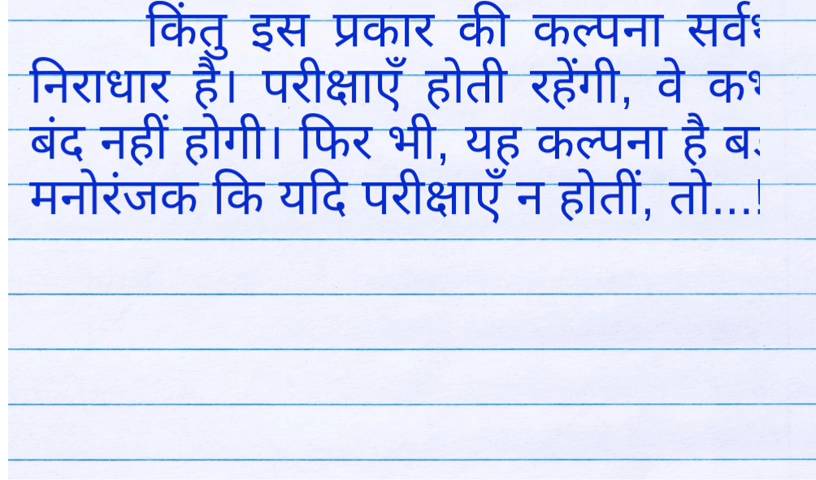 किंतु इस प्रकार की कल्पना
निराधार है। परीक्षाएँ होती रहेंगी, वे
बंद नहीं होगी। फिर भी, यह कल्पना है
मनोरंजक कि यदि परीक्षाएँ न होतीं, तो...!